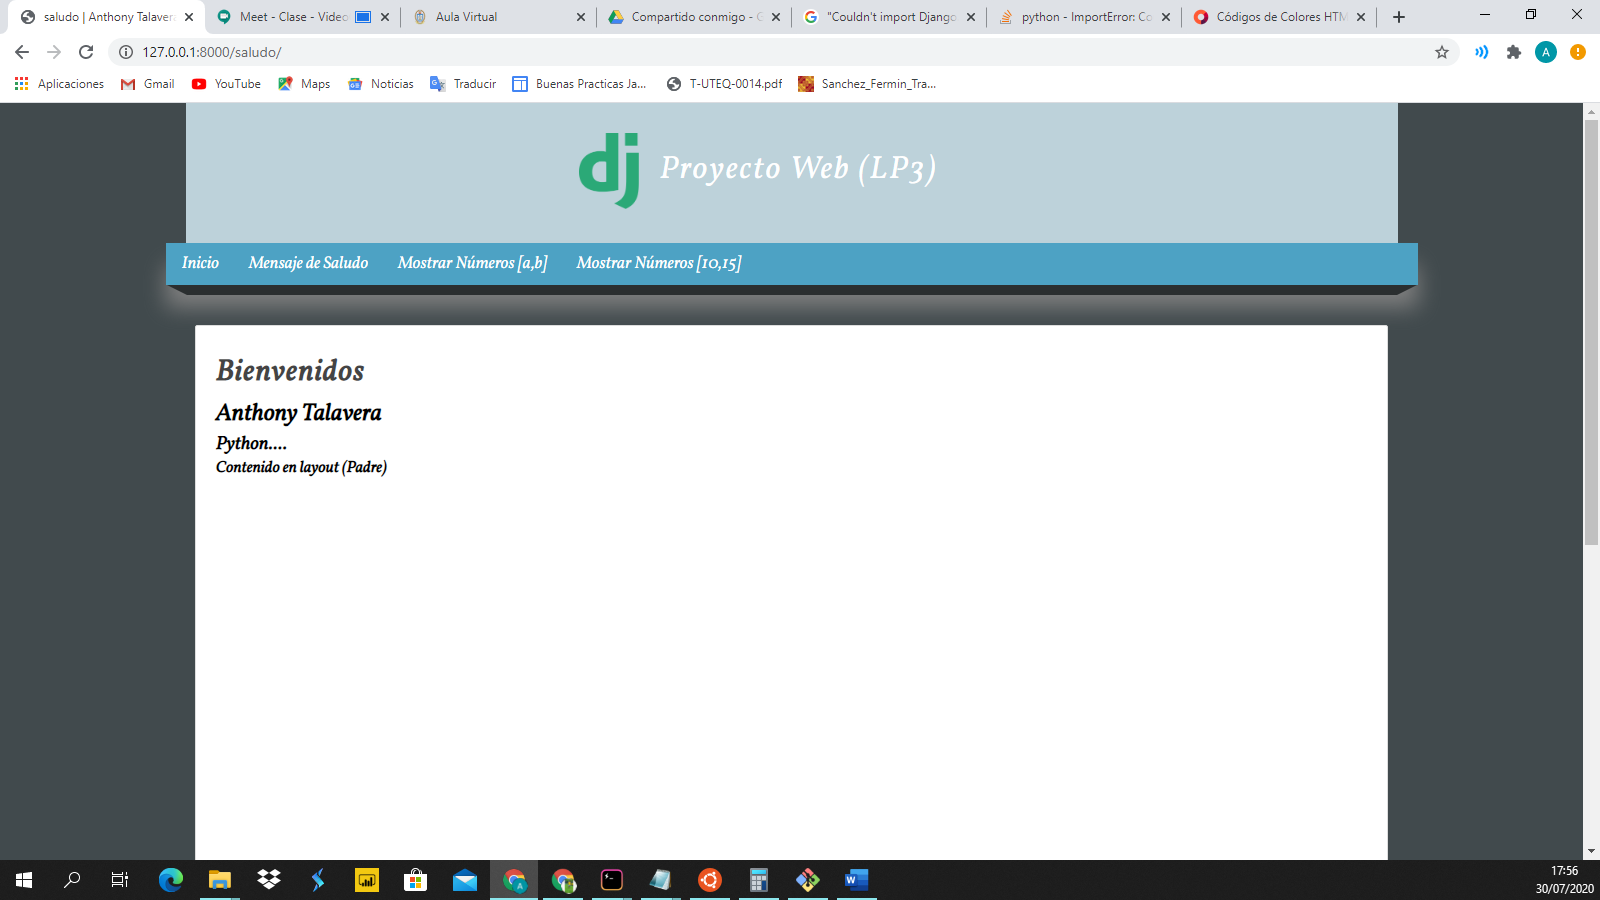 saludo | Anthony Talavera
Meet - Clase - Video
Aula Virtual
Compartido conmigo - G
"Couldn't import Django
python - ImportError: Co
Códigos de Colores HTM
127.0.0.1:8000/saludo/
A
Aplicaciones
Gmail
YouTube
Maps
Noticias
Traducir
Buenas Practicas Ja...
T-UTEQ-0014.pdf
Sanchez_Fermin_Tra...
dj
Proyecto Web (LP3)
Inicio
Mensaje de Saludo
Mostrar Números [a,b]
Mostrar Números [10,15]
Bienvenidos
Anthony Talavera
Python....
Contenido en layout (Padre)
17:56
30/07/2020